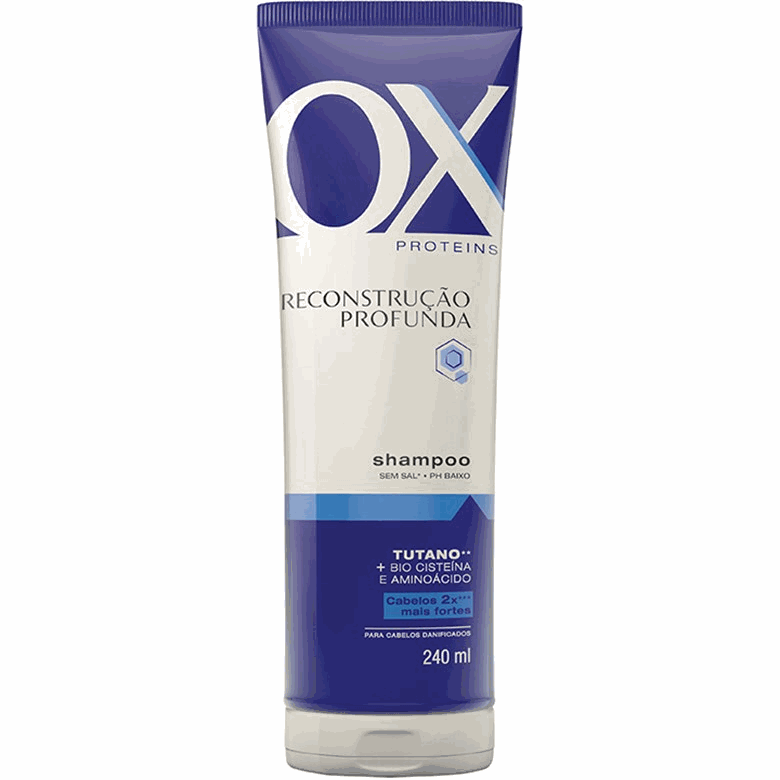 OX
PROTEINS
RECONSTRUÇÃO
PROFUNDA
shampoo
SEM SAL* • PH BAIXO
TUTANO**
+ BIO CISTEÍNA
E AMINOÁCIDO
Cabelos 2x***
mais fortes
PARA CABELOS DANIFICADOS
240 ml